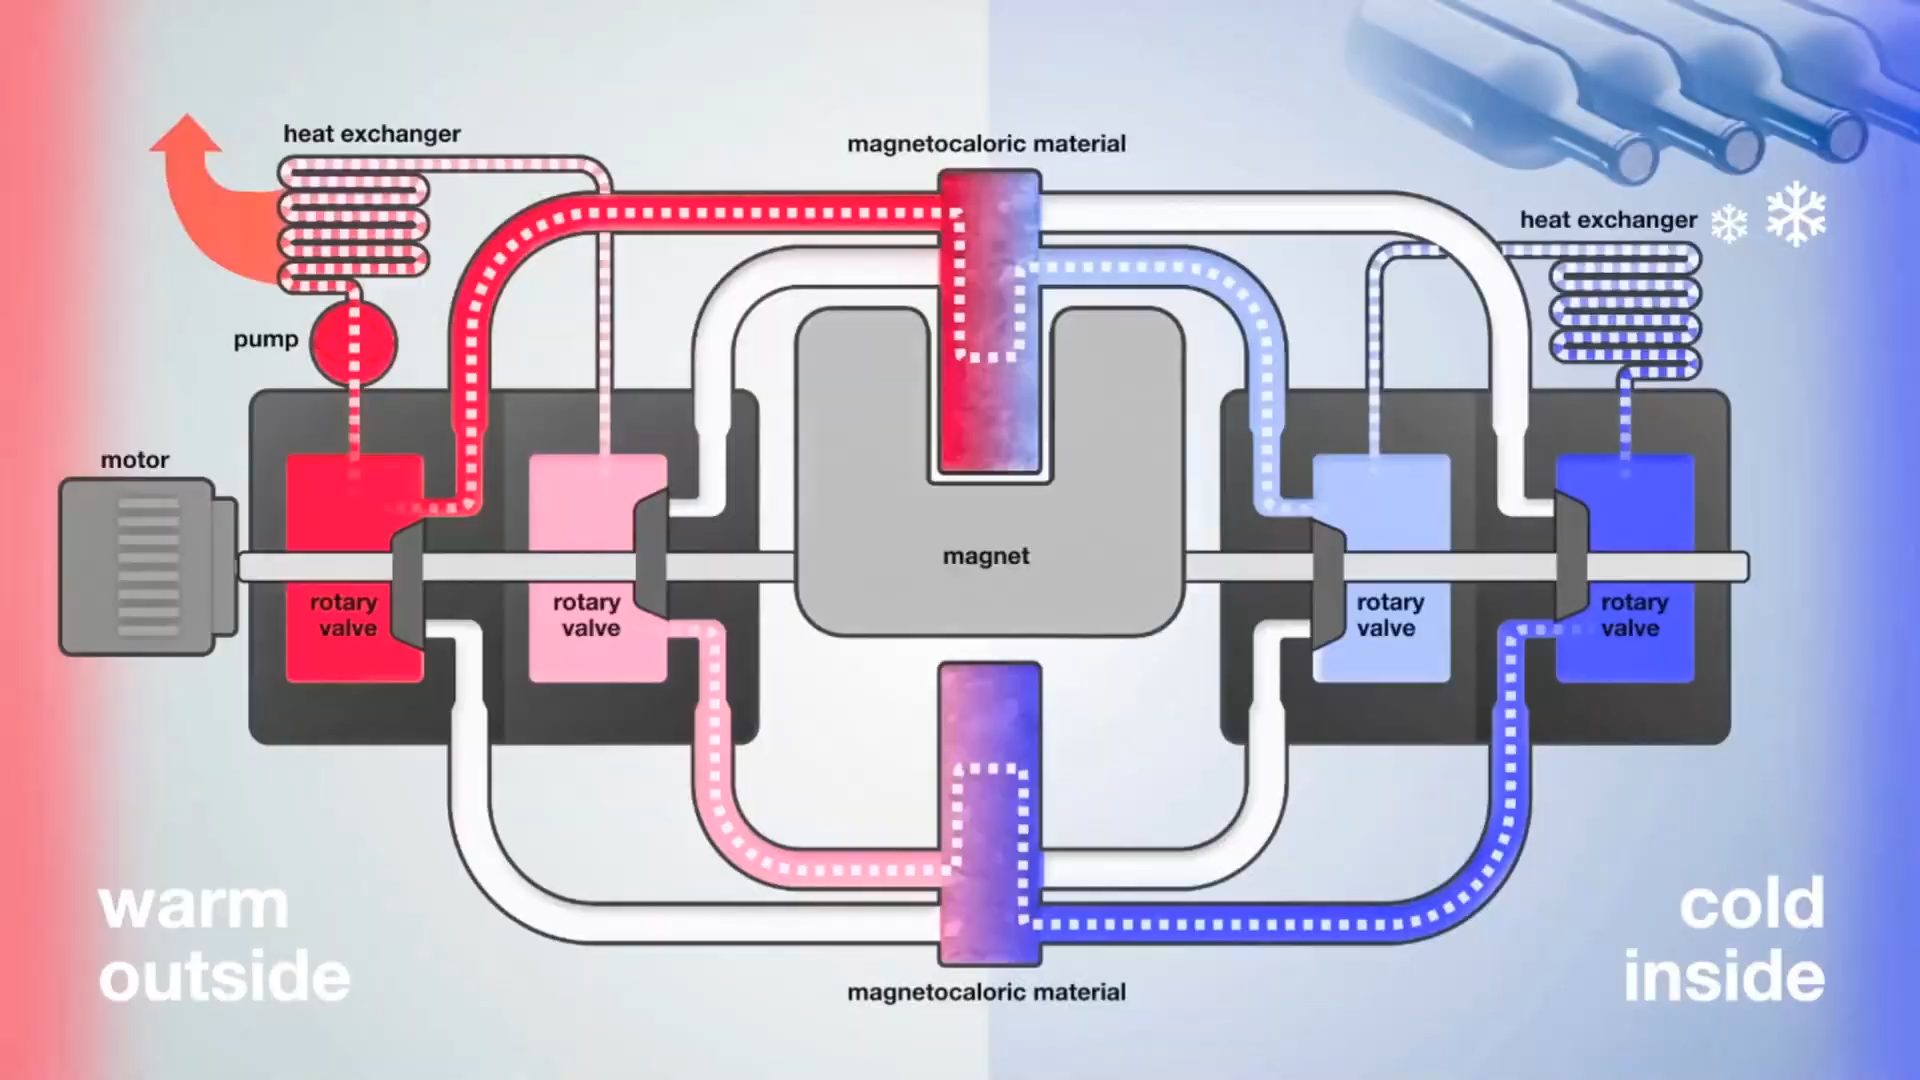 heat exchanger
magnetocaloric material
heat exchanger
pump
motor
magnet
rotary
valve
rotary
valve
rotary
valve
rotary
valve
warm
outside
cold
inside
magnetocaloric material